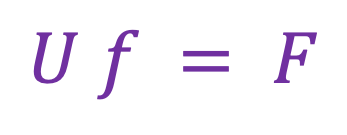 U f = F